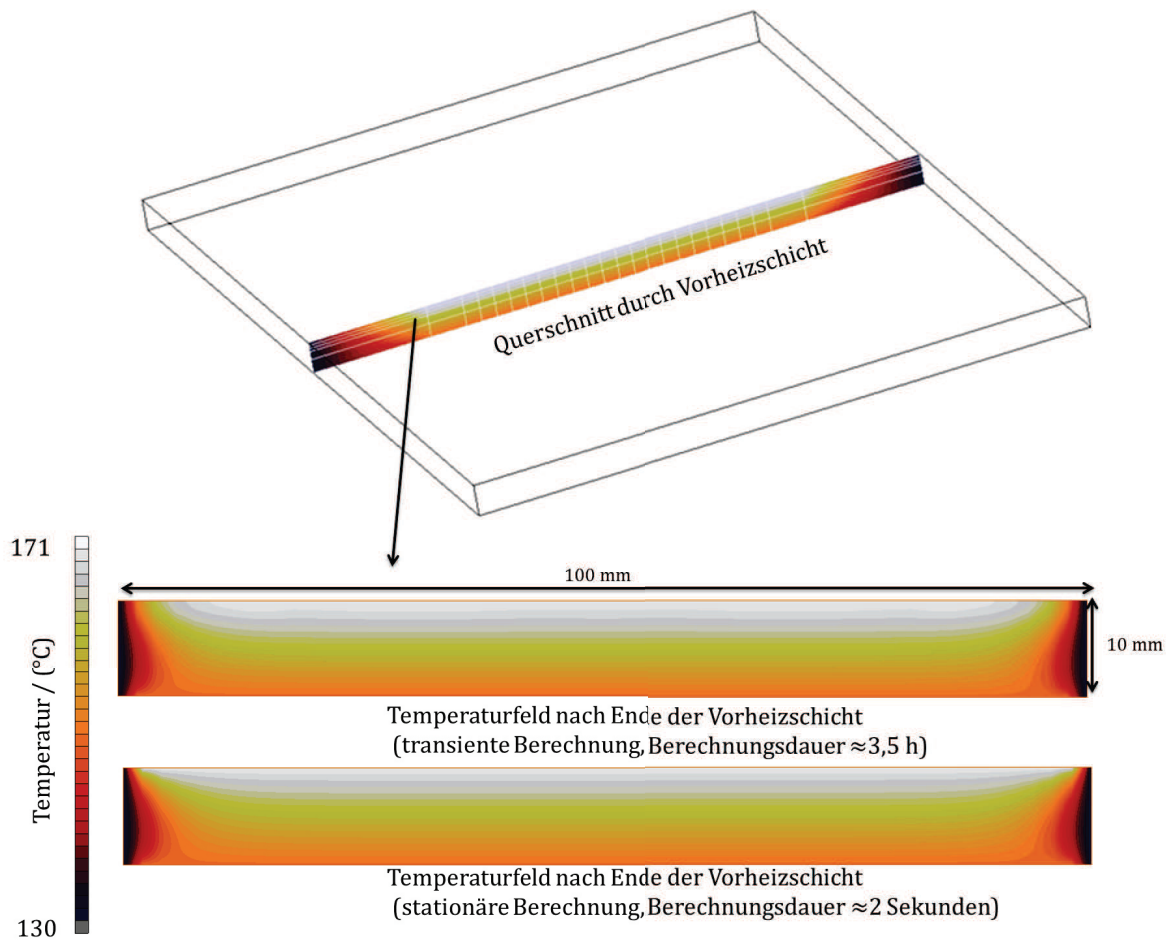 Querschnitt durch Vorheizschicht
171
Temperatur / (°C)
130
100 mm
10 mm
Temperaturfeld nach Ende der Vorheizschicht
(transiente Berechnung, Berechnungsdauer ≈3,5 h)
Temperaturfeld nach Ende der Vorheizschicht
(stationäre Berechnung, Berechnungsdauer ≈2 Sekunden)